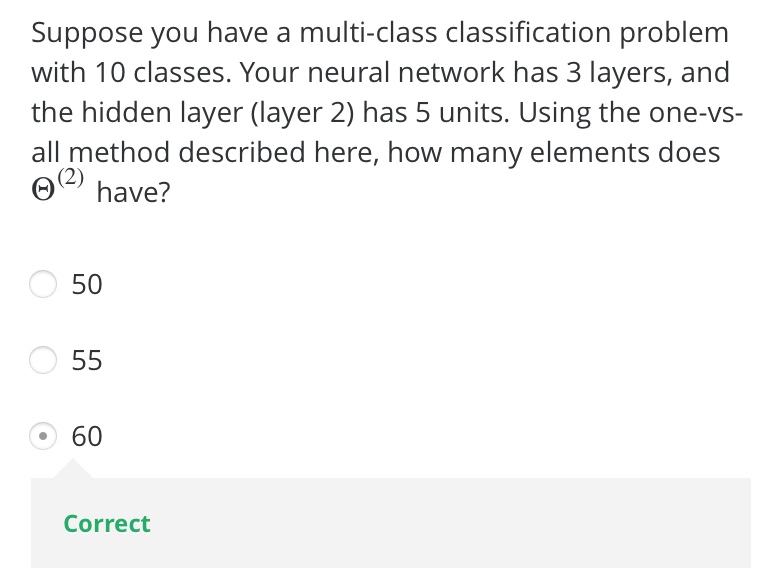 Suppose you have a multi-class classification problem
with 10 classes. Your neural network has 3 layers, and
the hidden layer (layer 2) has 5 units. Using the one-vs-
all method described here, how many elements does
Θ⁽²⁾ have?
50
55
60
Correct